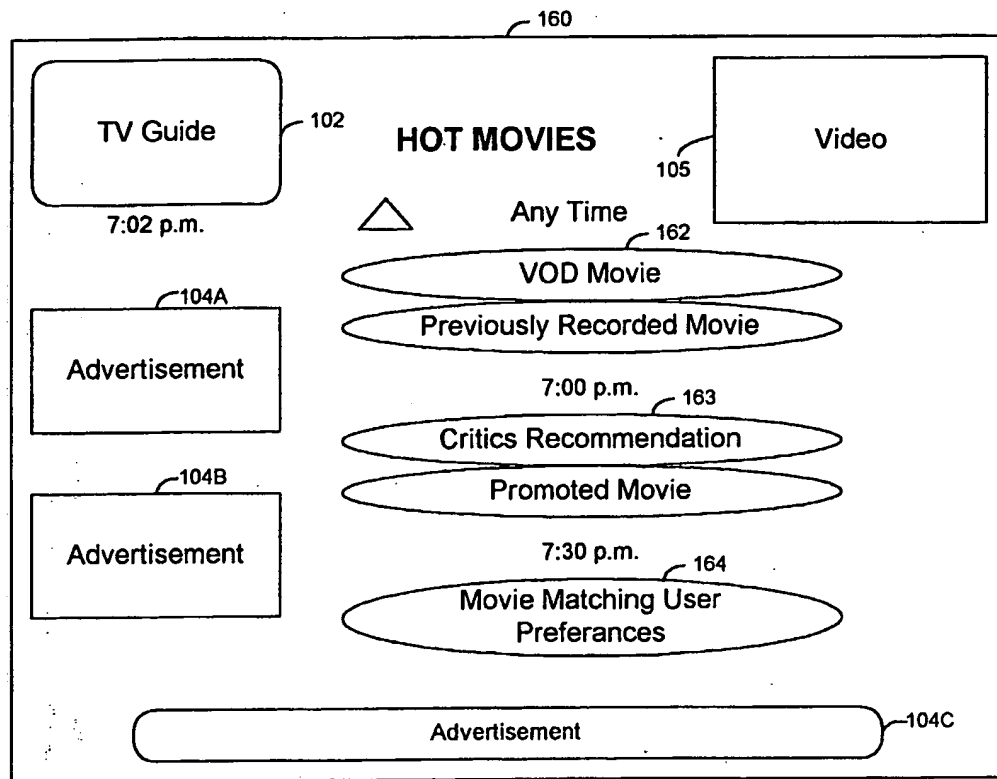 160
TV Guide
102
HOT MOVIES
105
Video
7:02 p.m.
Any Time
162
VOD Movie
Previously Recorded Movie
104A
Advertisement
7:00 p.m.
163
Critics Recommendation
Promoted Movie
104B
Advertisement
7:30 p.m.
164
Movie Matching User
Preferances
Advertisement
104C